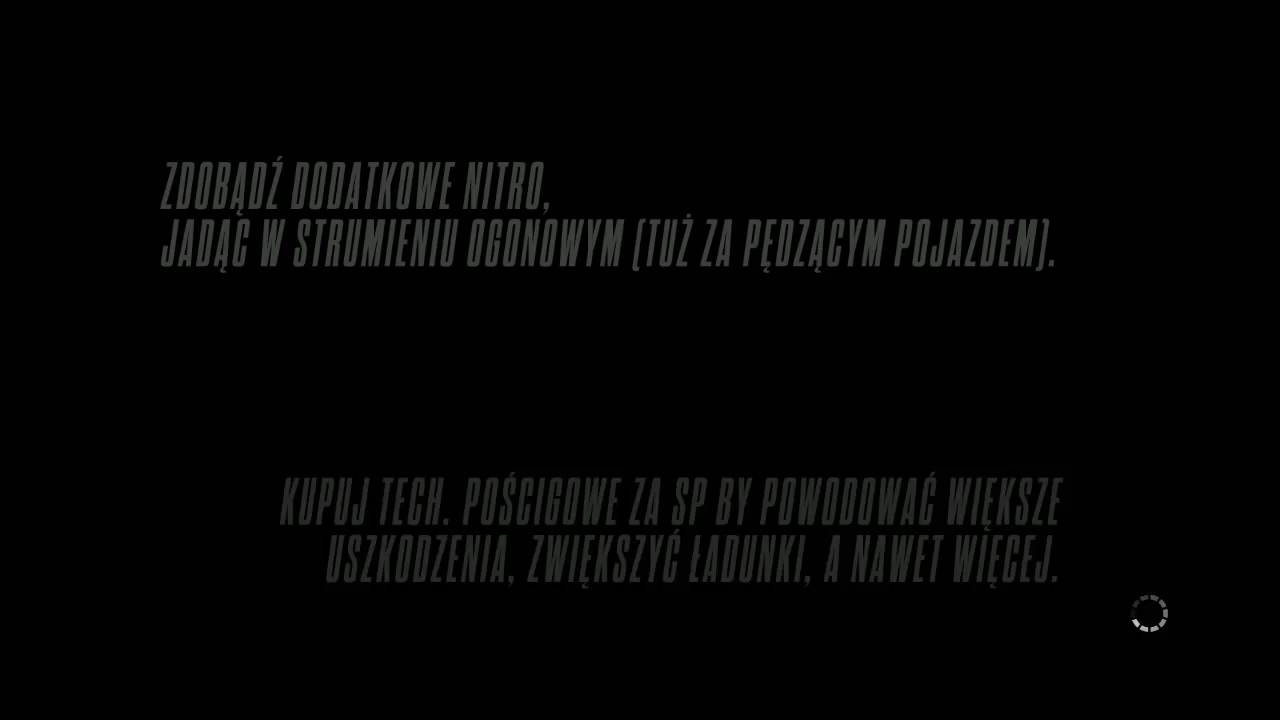 ZDOBĄDŹ DODATKOWE NITRO,
JADĄC W STRUMIENIU OGONOWYM (TUŻ ZA PĘDZĄCYM POJAZDEM).
KUPUJ TECH. POŚCIGOWE ZA SP BY POWODOWAĆ WIĘKSZE
USZKODZENIA, ZWIĘKSZYĆ ŁADUNKI, A NAWET WIĘCEJ.